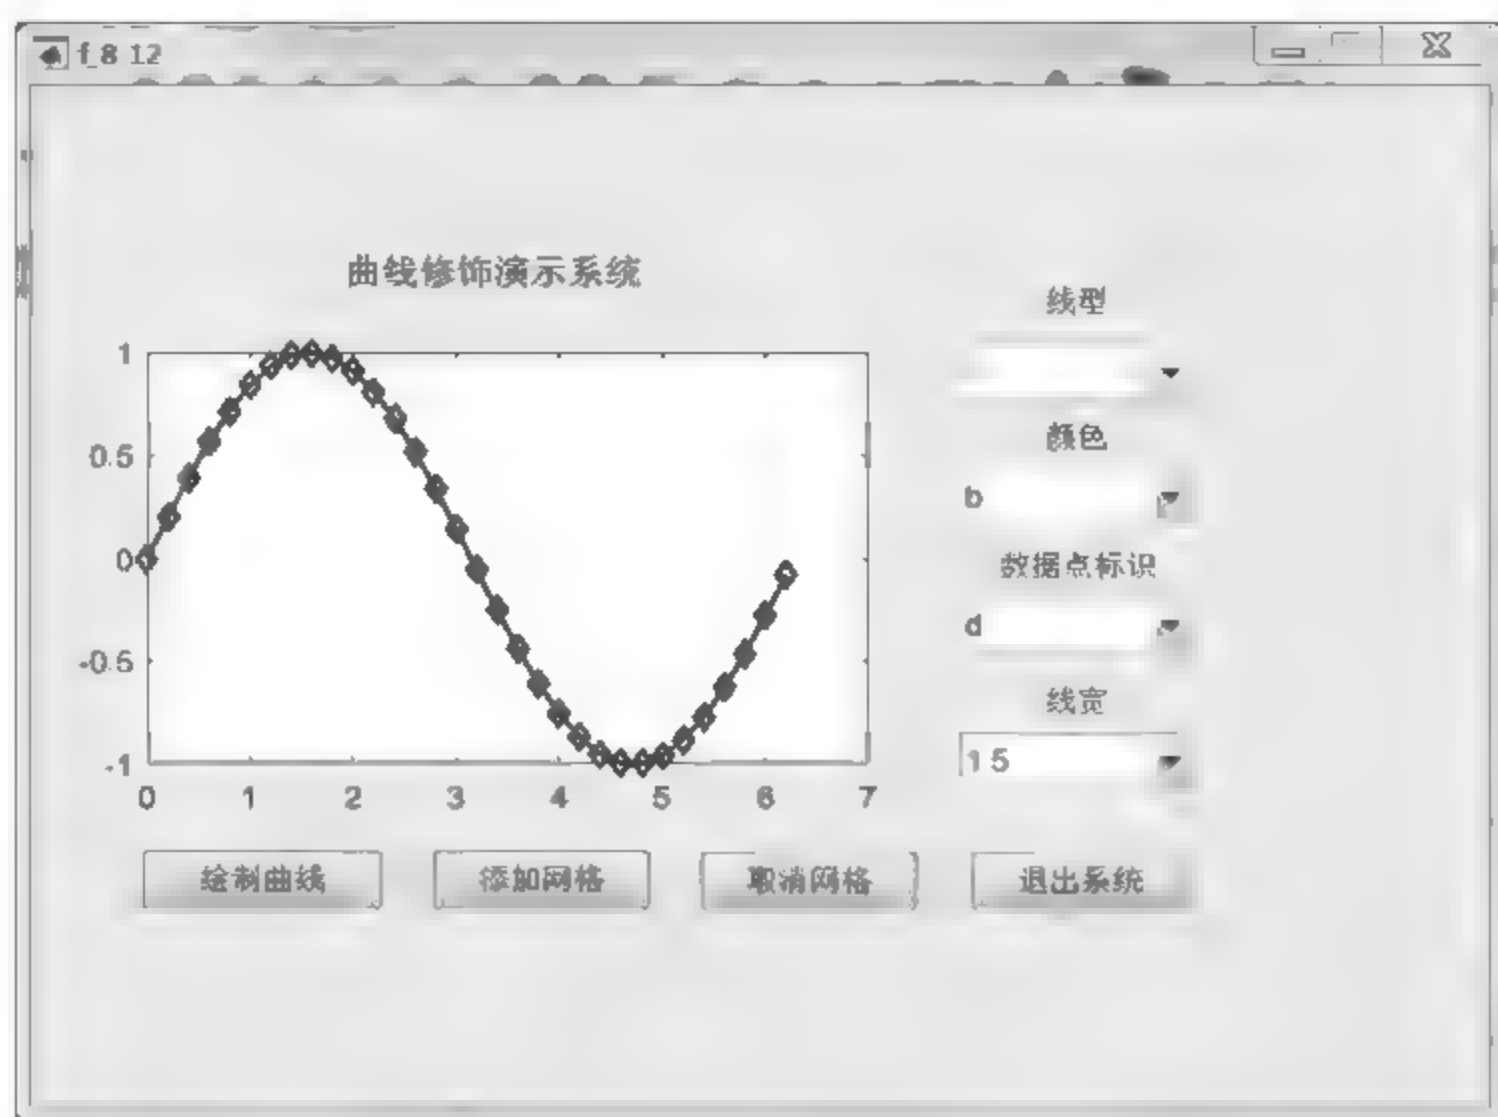 f_8 12
曲线修饰演示系统
线型
颜色
b
数据点标识
d
线宽
1 5
1
0.5
0
-0.5
-1
0 1 2 3 4 5 6 7
绘制曲线 添加网格 取消网格 退出系统